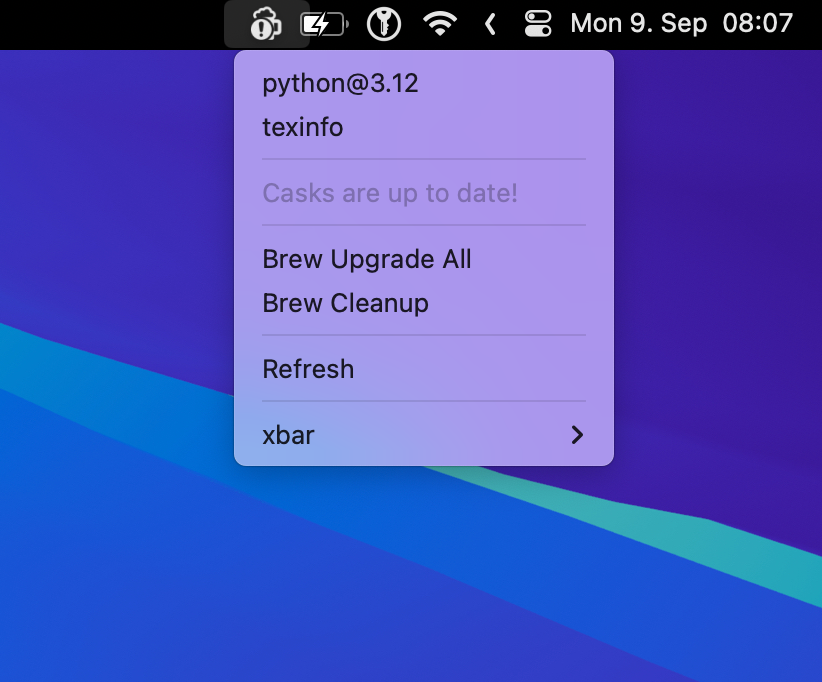 Mon 9. Sep 08:07
python@3.12
texinfo
Casks are up to date!
Brew Upgrade All
Brew Cleanup
Refresh
xbar